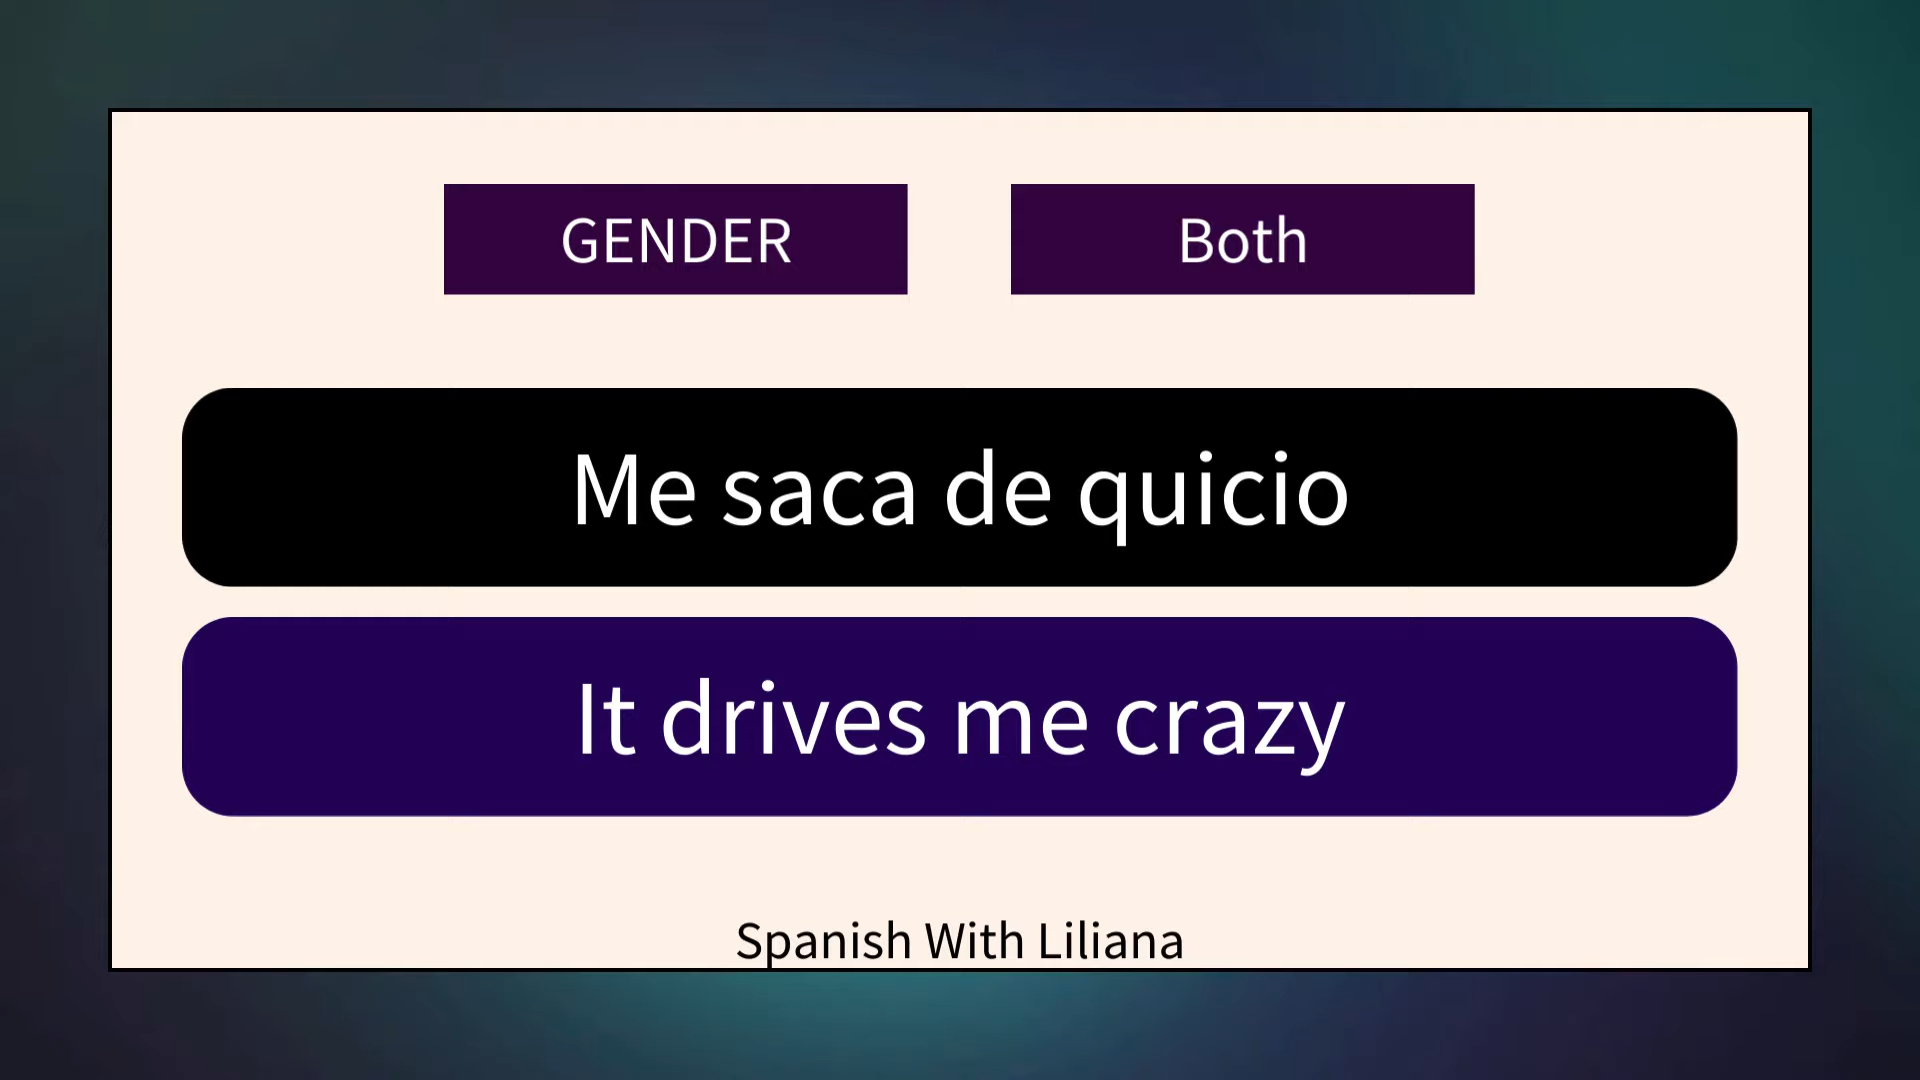 GENDER
Both
Me saca de quicio
It drives me crazy
Spanish With Liliana